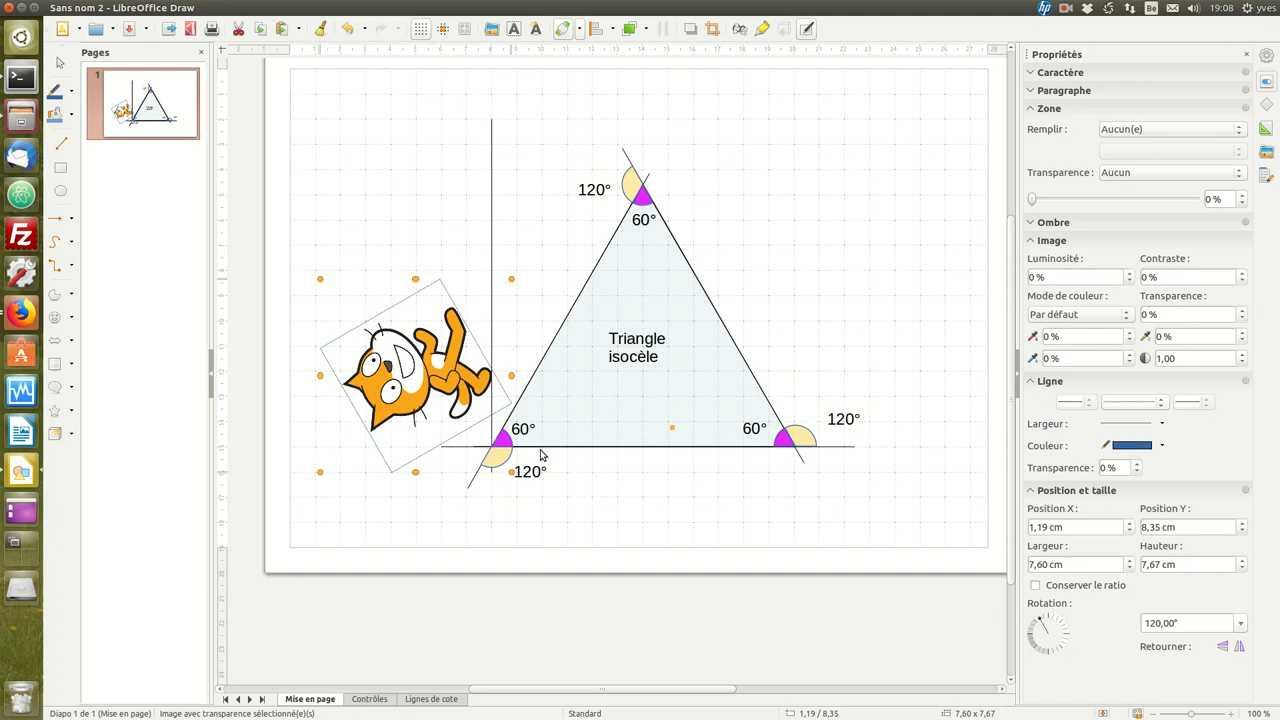 Sans nom 2 - LibreOffice Draw
Be
19:08
yves
Pages
1
120°
60°
Triangle
isocèle
60°
120°
60°
120°
Propriétés
Caractère
Paragraphe
Zone
Remplir :
Aucun(e)
Transparence :
Aucun
0 %
Ombre
Image
Luminosité :
Contraste :
0 %
0 %
Mode de couleur :
Transparence :
Par défaut
0 %
0 %
0 %
0 %
1,00
Ligne
Largeur :
Couleur :
Transparence :
0 %
Position et taille
Position X :
Position Y :
1,19 cm
8,35 cm
Largeur :
Hauteur :
7,60 cm
7,67 cm
Conserver le ratio
Rotation :
120,00°
Retourner :
Mise en page
Contrôles
Lignes de cote
Diapo 1 de 1 (Mise en page)
Image avec transparence sélectionné(e)(s)
Standard
1,19 / 8,35
7,60 x 7,67
100 %